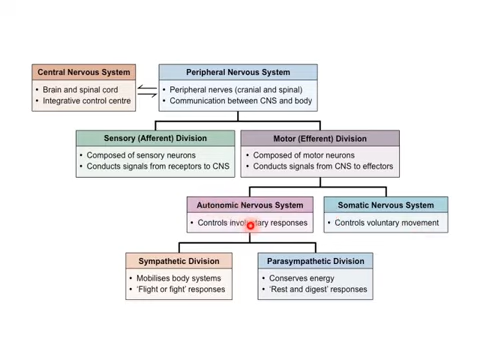 Central Nervous System
• Brain and spinal cord
• Integrative control centre
Peripheral Nervous System
• Peripheral nerves (cranial and spinal)
• Communication between CNS and body
Sensory (Afferent) Division
• Composed of sensory neurons
• Conducts signals from receptors to CNS
Motor (Efferent) Division
• Composed of motor neurons
• Conducts signals from CNS to effectors
Autonomic Nervous System
• Controls involuntary responses
Somatic Nervous System
• Controls voluntary movement
Sympathetic Division
• Mobilises body systems
• ‘Flight or fight’ responses
Parasympathetic Division
• Conserves energy
• ‘Rest and digest’ responses